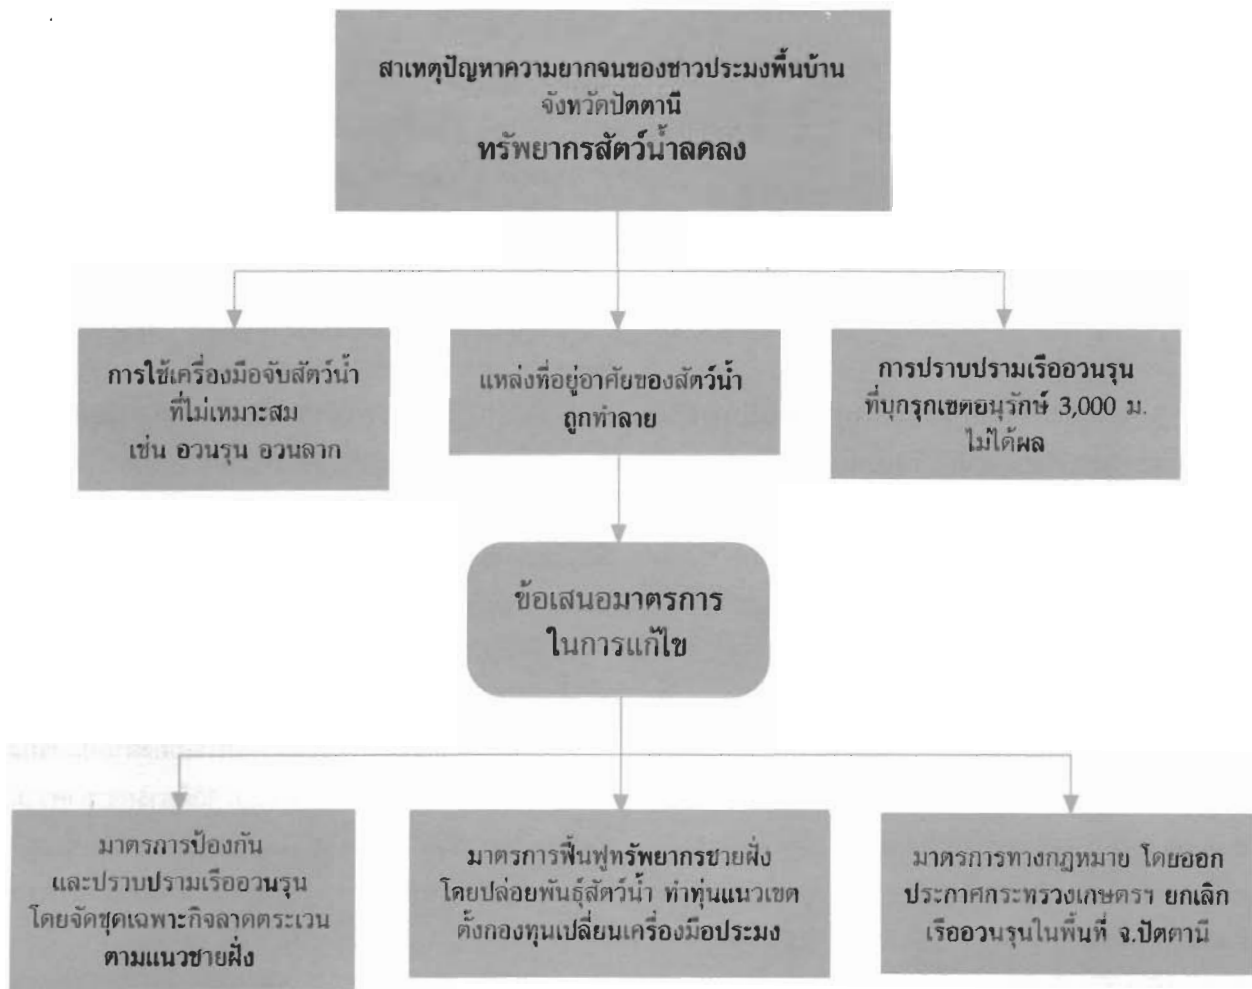 สาเหตุปัญหาความยากจนของชาวประมงพื้นบ้าน
จังหวัดปัตตานี
ทรัพยากรสัตว์น้ำลดลง
การใช้เครื่องมือจับสัตว์น้ำ
ที่ไม่เหมาะสม
เช่น อวนรุน อวนลาก
แหล่งที่อยู่อาศัยของสัตว์น้ำ
ถูกทำลาย
การปราบปรามเรืออวนรุน
ที่บุกรุกเขตอนุรักษ์ 3,000 ม.
ไม่ได้ผล
ข้อเสนอมาตรการ
ในการแก้ไข
มาตรการป้องกัน
และปราบปรามเรืออวนรุน
โดยจัดชุดเฉพาะกิจลาดตระเวน
ตามแนวชายฝั่ง
มาตรการฟื้นฟูทรัพยากรชายฝั่ง
โดยปล่อยพันธุ์สัตว์น้ำ ทำทุ่นแนวเขต
ตั้งกองทุนเปลี่ยนเครื่องมือประมง
มาตรการทางกฎหมาย โดยออก
ประกาศกระทรวงเกษตรฯ ยกเลิก
เรืออวนรุนในพื้นที่ จ.ปัตตานี